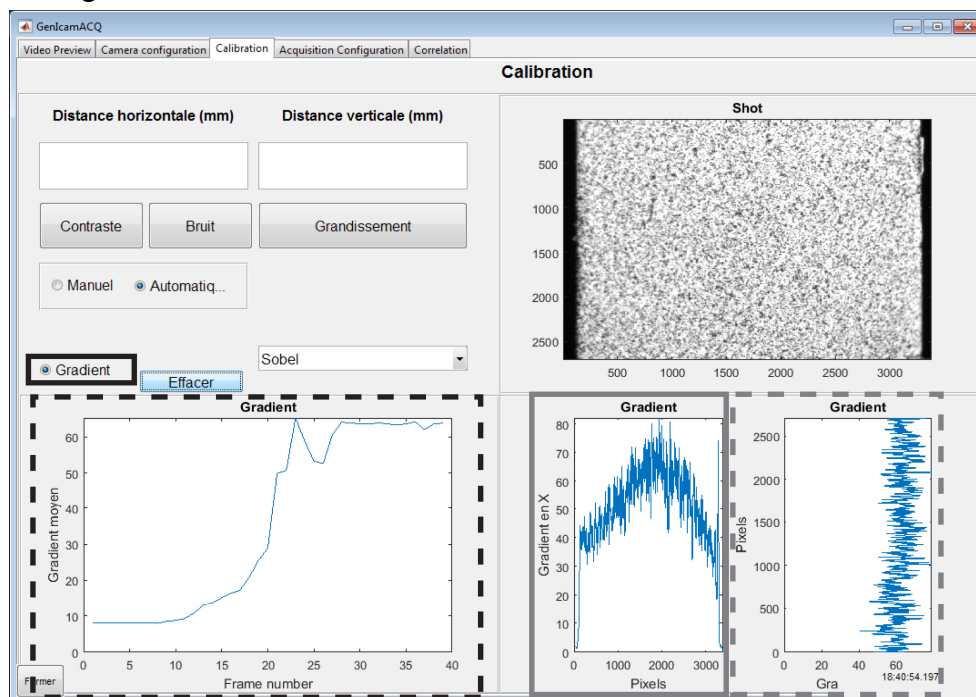 GenIcamACQ
Video Preview Camera configuration Calibration Acquisition Configuration Correlation
Calibration
Distance horizontale (mm) Distance verticale (mm)
Contraste Bruit Grandissement
Manuel Automatiq...
Gradient
Effacer
Sobel
Shot
500
1000
1500
2000
2500
500 1000 1500 2000 2500 3000
Gradient
Gradient moyen
60
50
40
30
20
10
0
0 5 10 15 20 25 30 35 40
Frame number
Gradient
Gradient en X
80
70
60
50
40
30
20
10
0
0 1000 2000 3000
Pixels
Gradient
Pixels
2500
2000
1500
1000
500
0
0 20 40 60
Gra
18:40:54.197